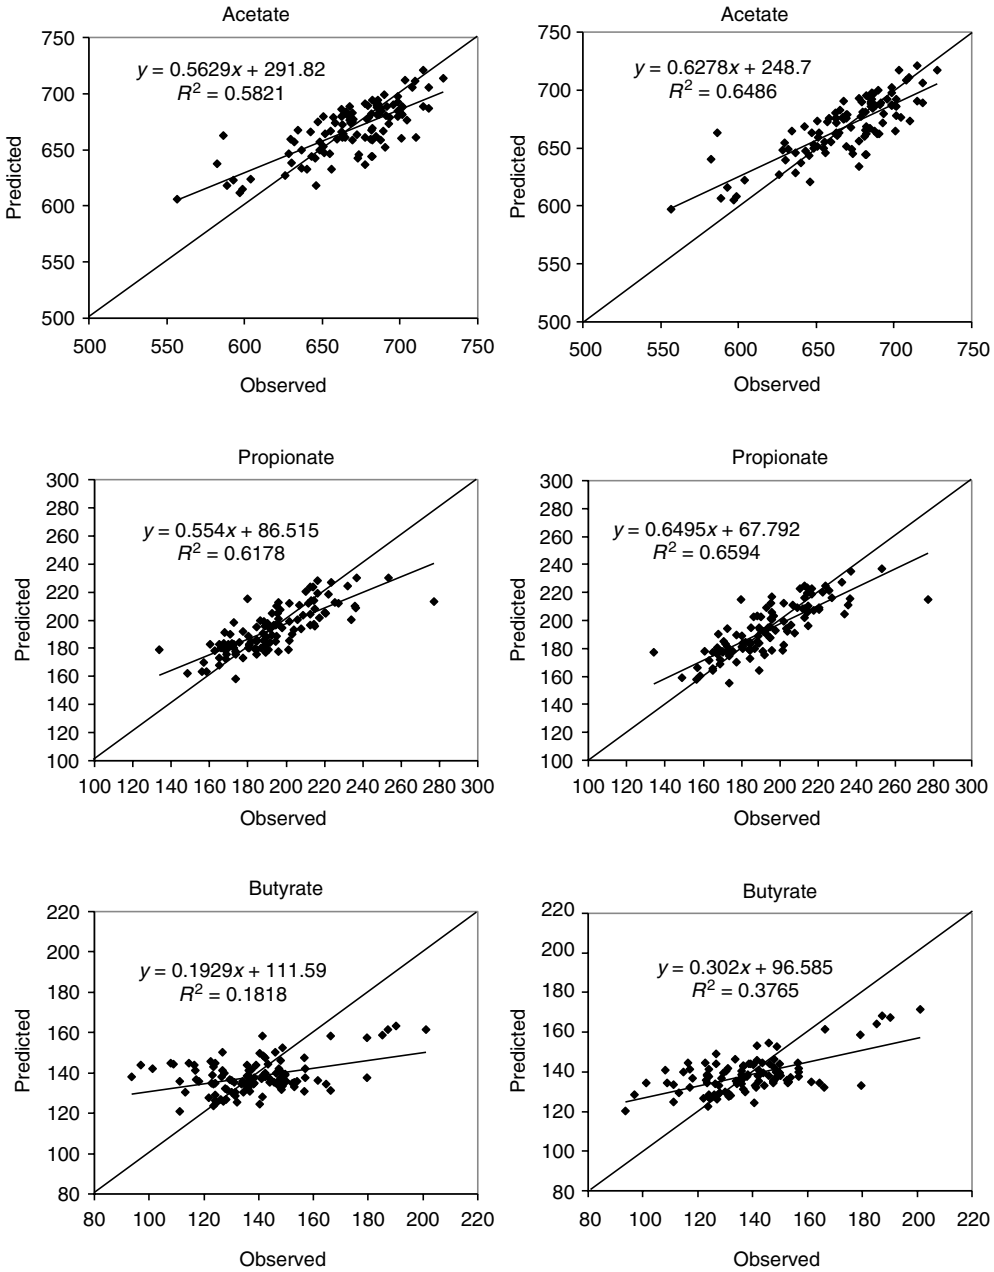 Acetate
y = 0.5629x + 291.82
R² = 0.5821
750
700
650
600
550
500
500 550 600 650 700 750
Predicted
Observed
Acetate
y = 0.6278x + 248.7
R² = 0.6486
750
700
650
600
550
500
500 550 600 650 700 750
Predicted
Observed
Propionate
y = 0.554x + 86.515
R² = 0.6178
300
280
260
240
220
200
180
160
140
120
100
100 120 140 160 180 200 220 240 260 280 300
Predicted
Observed
Propionate
y = 0.6495x + 67.792
R² = 0.6594
300
280
260
240
220
200
180
160
140
120
100
100 120 140 160 180 200 220 240 260 280 300
Predicted
Observed
Butyrate
y = 0.1929x + 111.59
R² = 0.1818
220
200
180
160
140
120
100
80
80 100 120 140 160 180 200 220
Predicted
Observed
Butyrate
y = 0.302x + 96.585
R² = 0.3765
220
200
180
160
140
120
100
80
80 100 120 140 160 180 200 220
Predicted
Observed